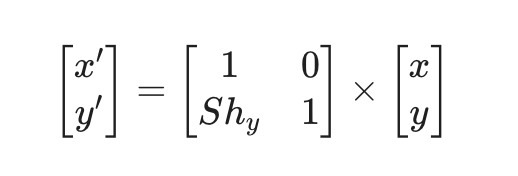 [x′ y′] = [1 0 Sh_y 1] × [x y]